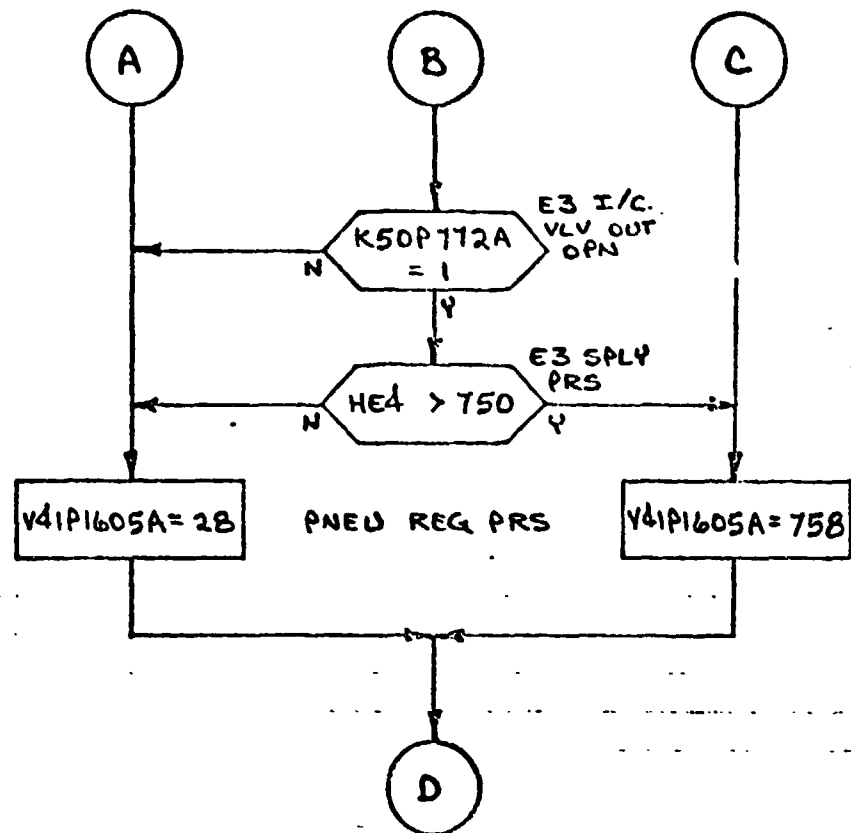 A
B
C
E3 I/C.
VLV OUT
OPN
K50P772A
= 1
N
Y
E3 SPLY
PRS
HE4 > 750
N
Y
V41P1605A = 28
PNEU REG PRS
V41P1605A = 758
D